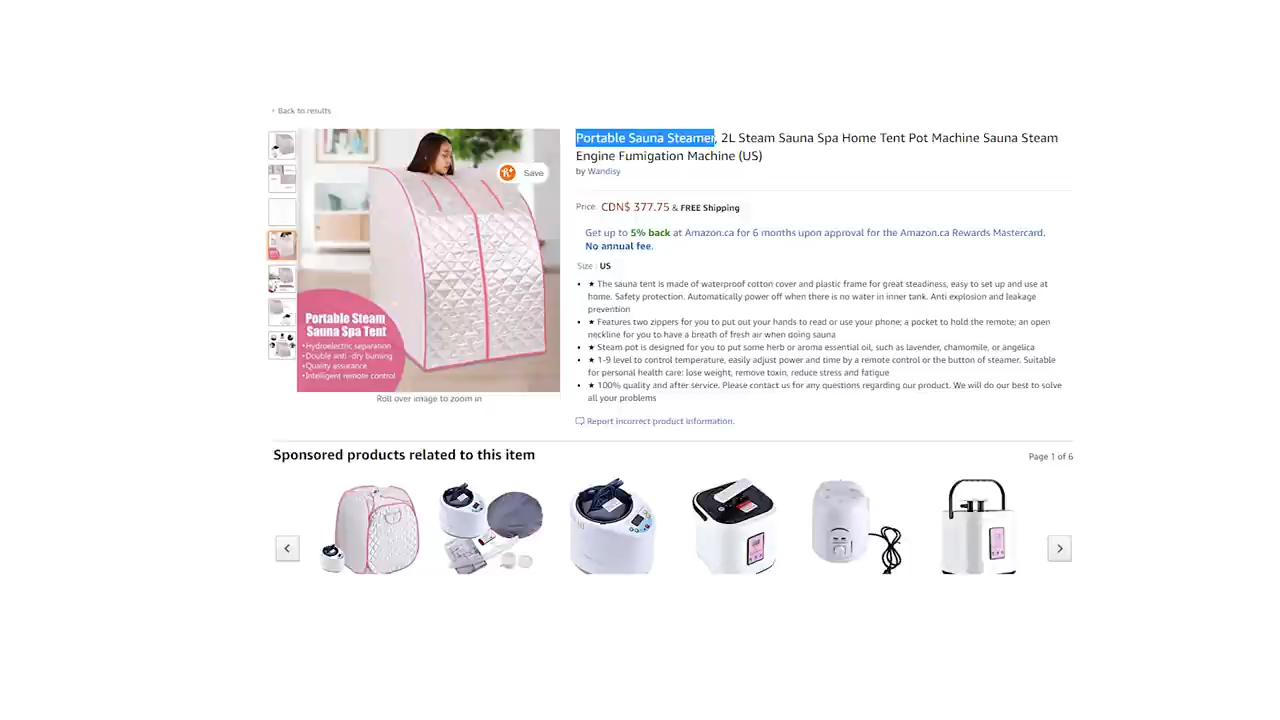 ‹ Back to results
Portable Sauna Steamer, 2L Steam Sauna Spa Home Tent Pot Machine Sauna Steam
Engine Fumigation Machine (US)
by Wandisy
Save
Price: CDN$ 377.75 & FREE Shipping
Get up to 5% back at Amazon.ca for 6 months upon approval for the Amazon.ca Rewards Mastercard.
No annual fee.
Size : US
• ★ The sauna tent is made of waterproof cotton cover and plastic frame for great steadiness, easy to set up and use at
home. Safety protection. Automatically power off when there is no water in inner tank. Anti explosion and leakage
prevention
• ★ Features two zippers for you to put out your hands to read or use your phone; a pocket to hold the remote; an open
neckline for you to have a breath of fresh air when doing sauna
• ★ Steam pot is designed for you to put some herb or aroma essential oil, such as lavender, chamomile, or angelica
• ★ 1-9 level to control temperature, easily adjust power and time by a remote control or the button of steamer. Suitable
for personal health care: lose weight, remove toxin, reduce stress and fatigue
• ★ 100% quality and after service. Please contact us for any questions regarding our product. We will do our best to solve
all your problems
Portable Steam
Sauna Spa Tent
•Hydroelectric separation
•Double anti -dry burning
•Quality assurance
•Intelligent remote control
Roll over image to zoom in
Report incorrect product information.
Sponsored products related to this item
Page 1 of 6